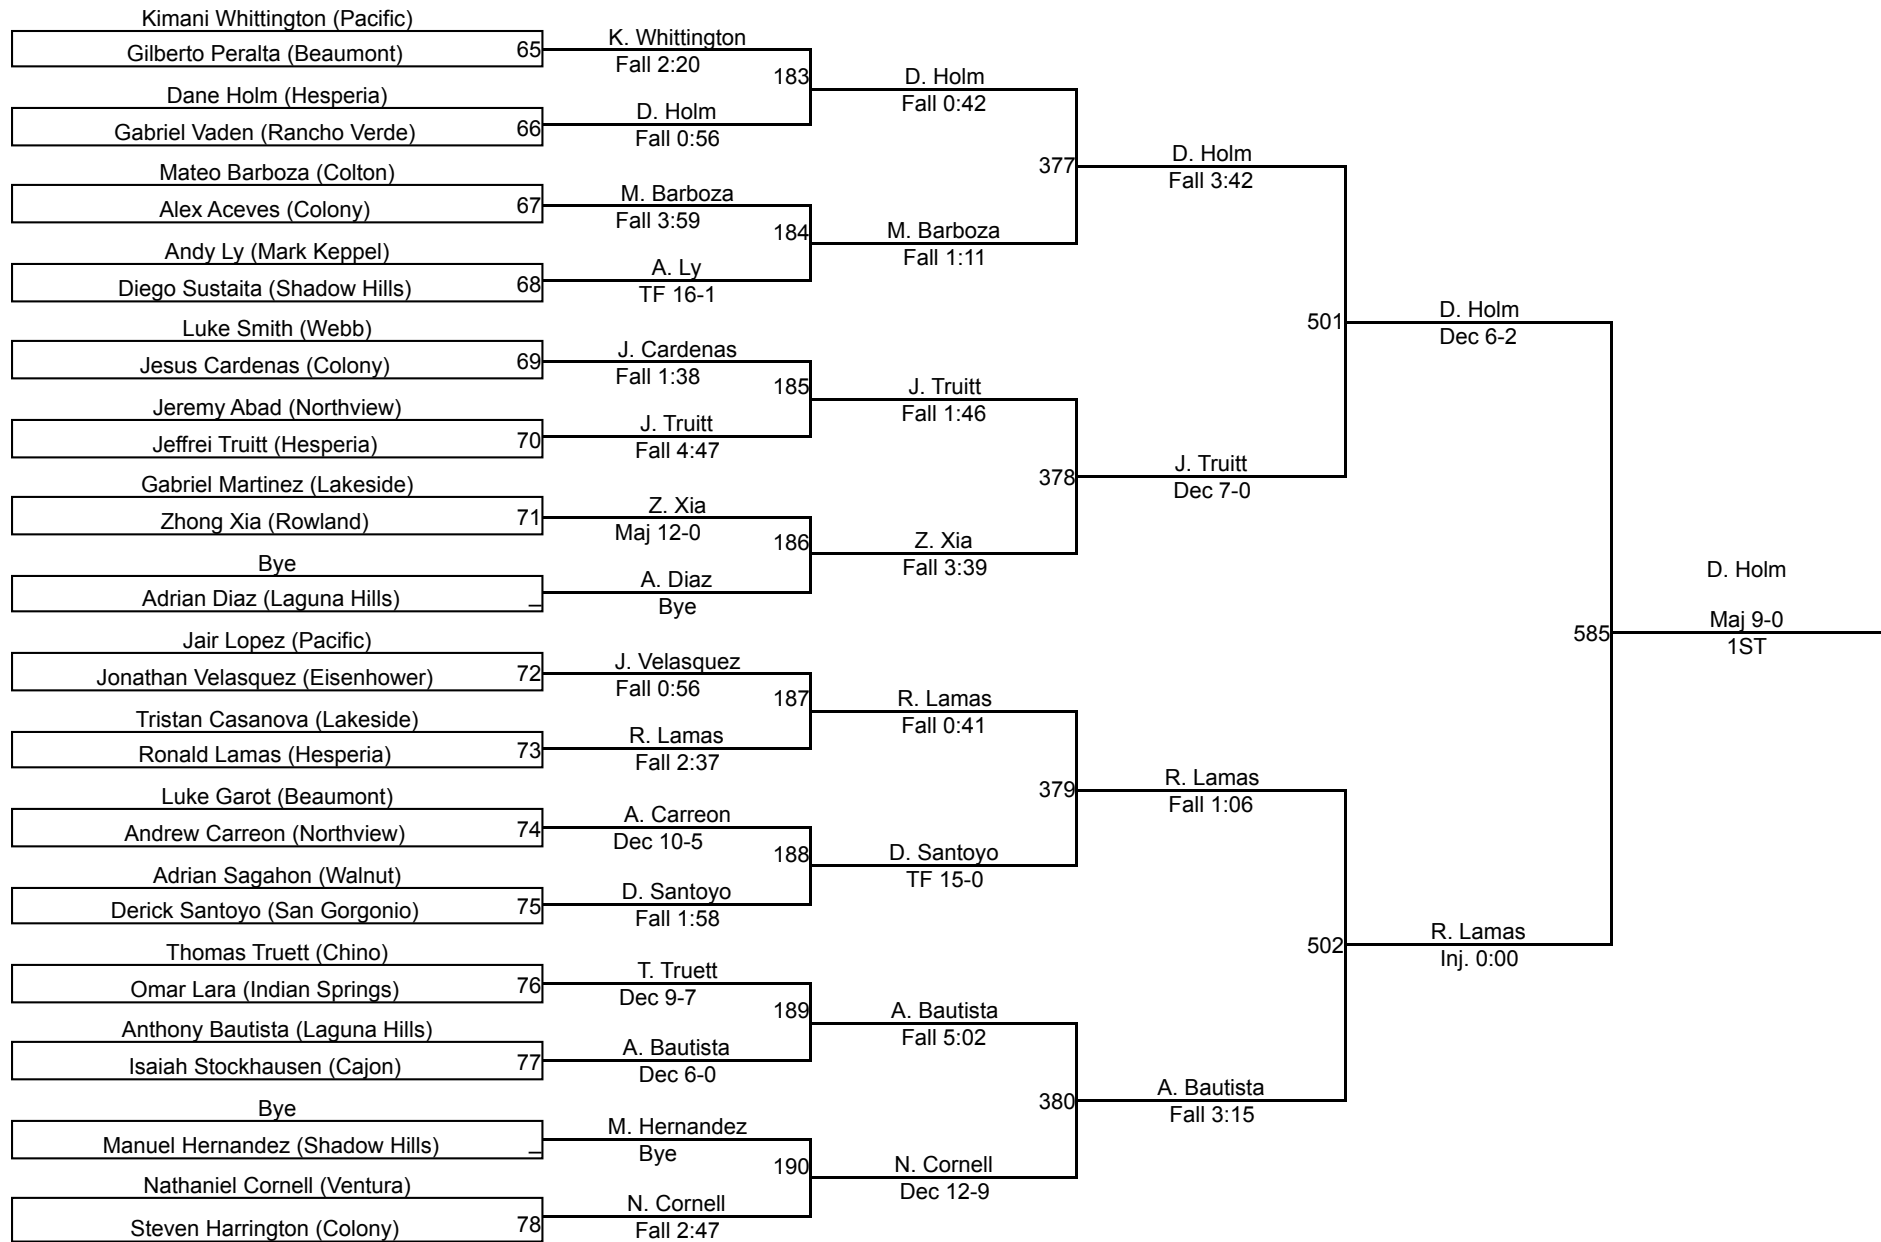 Kimani Whittington (Pacific)
Gilberto Peralta (Beaumont)
65
Dane Holm (Hesperia)
Gabriel Vaden (Rancho Verde)
66
Mateo Barboza (Colton)
Alex Aceves (Colony)
67
Andy Ly (Mark Keppel)
Diego Sustaita (Shadow Hills)
68
Luke Smith (Webb)
Jesus Cardenas (Colony)
69
Jeremy Abad (Northview)
Jeffrei Truitt (Hesperia)
70
Gabriel Martinez (Lakeside)
Zhong Xia (Rowland)
71
Bye
Adrian Diaz (Laguna Hills)
_
Jair Lopez (Pacific)
Jonathan Velasquez (Eisenhower)
72
Tristan Casanova (Lakeside)
Ronald Lamas (Hesperia)
73
Luke Garot (Beaumont)
Andrew Carreon (Northview)
74
Adrian Sagahon (Walnut)
Derick Santoyo (San Gorgonio)
75
Thomas Truett (Chino)
Omar Lara (Indian Springs)
76
Anthony Bautista (Laguna Hills)
Isaiah Stockhausen (Cajon)
77
Bye
Manuel Hernandez (Shadow Hills)
_
Nathaniel Cornell (Ventura)
Steven Harrington (Colony)
78
K. Whittington
Fall 2:20
183
D. Holm
Fall 0:56
M. Barboza
Fall 3:59
184
A. Ly
TF 16-1
J. Cardenas
Fall 1:38
185
J. Truitt
Fall 4:47
Z. Xia
Maj 12-0
186
A. Diaz
Bye
J. Velasquez
Fall 0:56
187
R. Lamas
Fall 2:37
A. Carreon
Dec 10-5
188
D. Santoyo
Fall 1:58
T. Truett
Dec 9-7
189
A. Bautista
Dec 6-0
M. Hernandez
Bye
190
N. Cornell
Fall 2:47
D. Holm
Fall 0:42
377
M. Barboza
Fall 1:11
J. Truitt
Fall 1:46
378
Z. Xia
Fall 3:39
R. Lamas
Fall 0:41
379
D. Santoyo
TF 15-0
A. Bautista
Fall 5:02
380
N. Cornell
Dec 12-9
D. Holm
Fall 3:42
501
J. Truitt
Dec 7-0
R. Lamas
Fall 1:06
502
A. Bautista
Fall 3:15
D. Holm
Dec 6-2
585
R. Lamas
Inj. 0:00
D. Holm
Maj 9-0
1ST